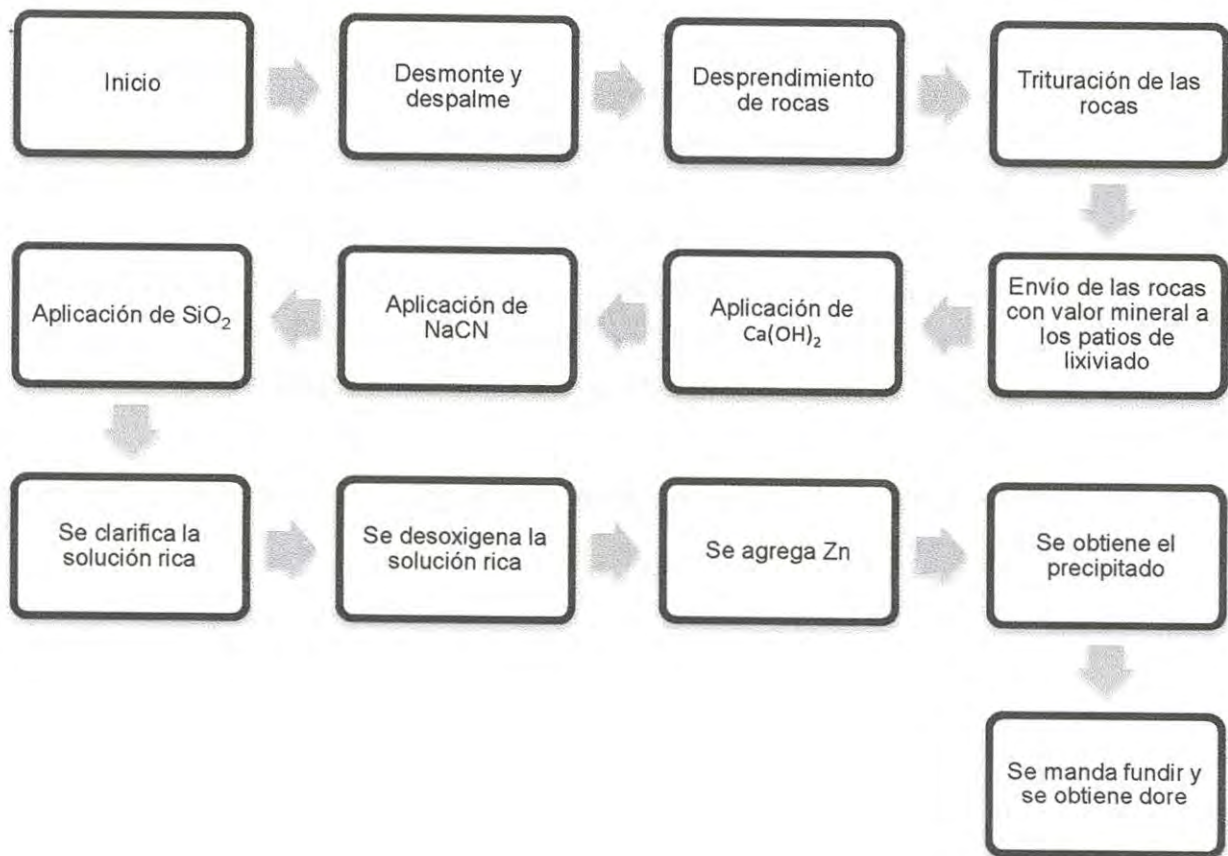 Inicio
Desmonte y
despalme
Desprendimiento
de rocas
Trituración de las
rocas
Envío de las rocas
con valor mineral a
los patios de
lixiviado
Aplicación de
Ca(OH)₂
Aplicación de
NaCN
Aplicación de SiO₂
Se clarifica la
solución rica
Se desoxigena la
solución rica
Se agrega Zn
Se obtiene el
precipitado
Se manda fundir y
se obtiene dore